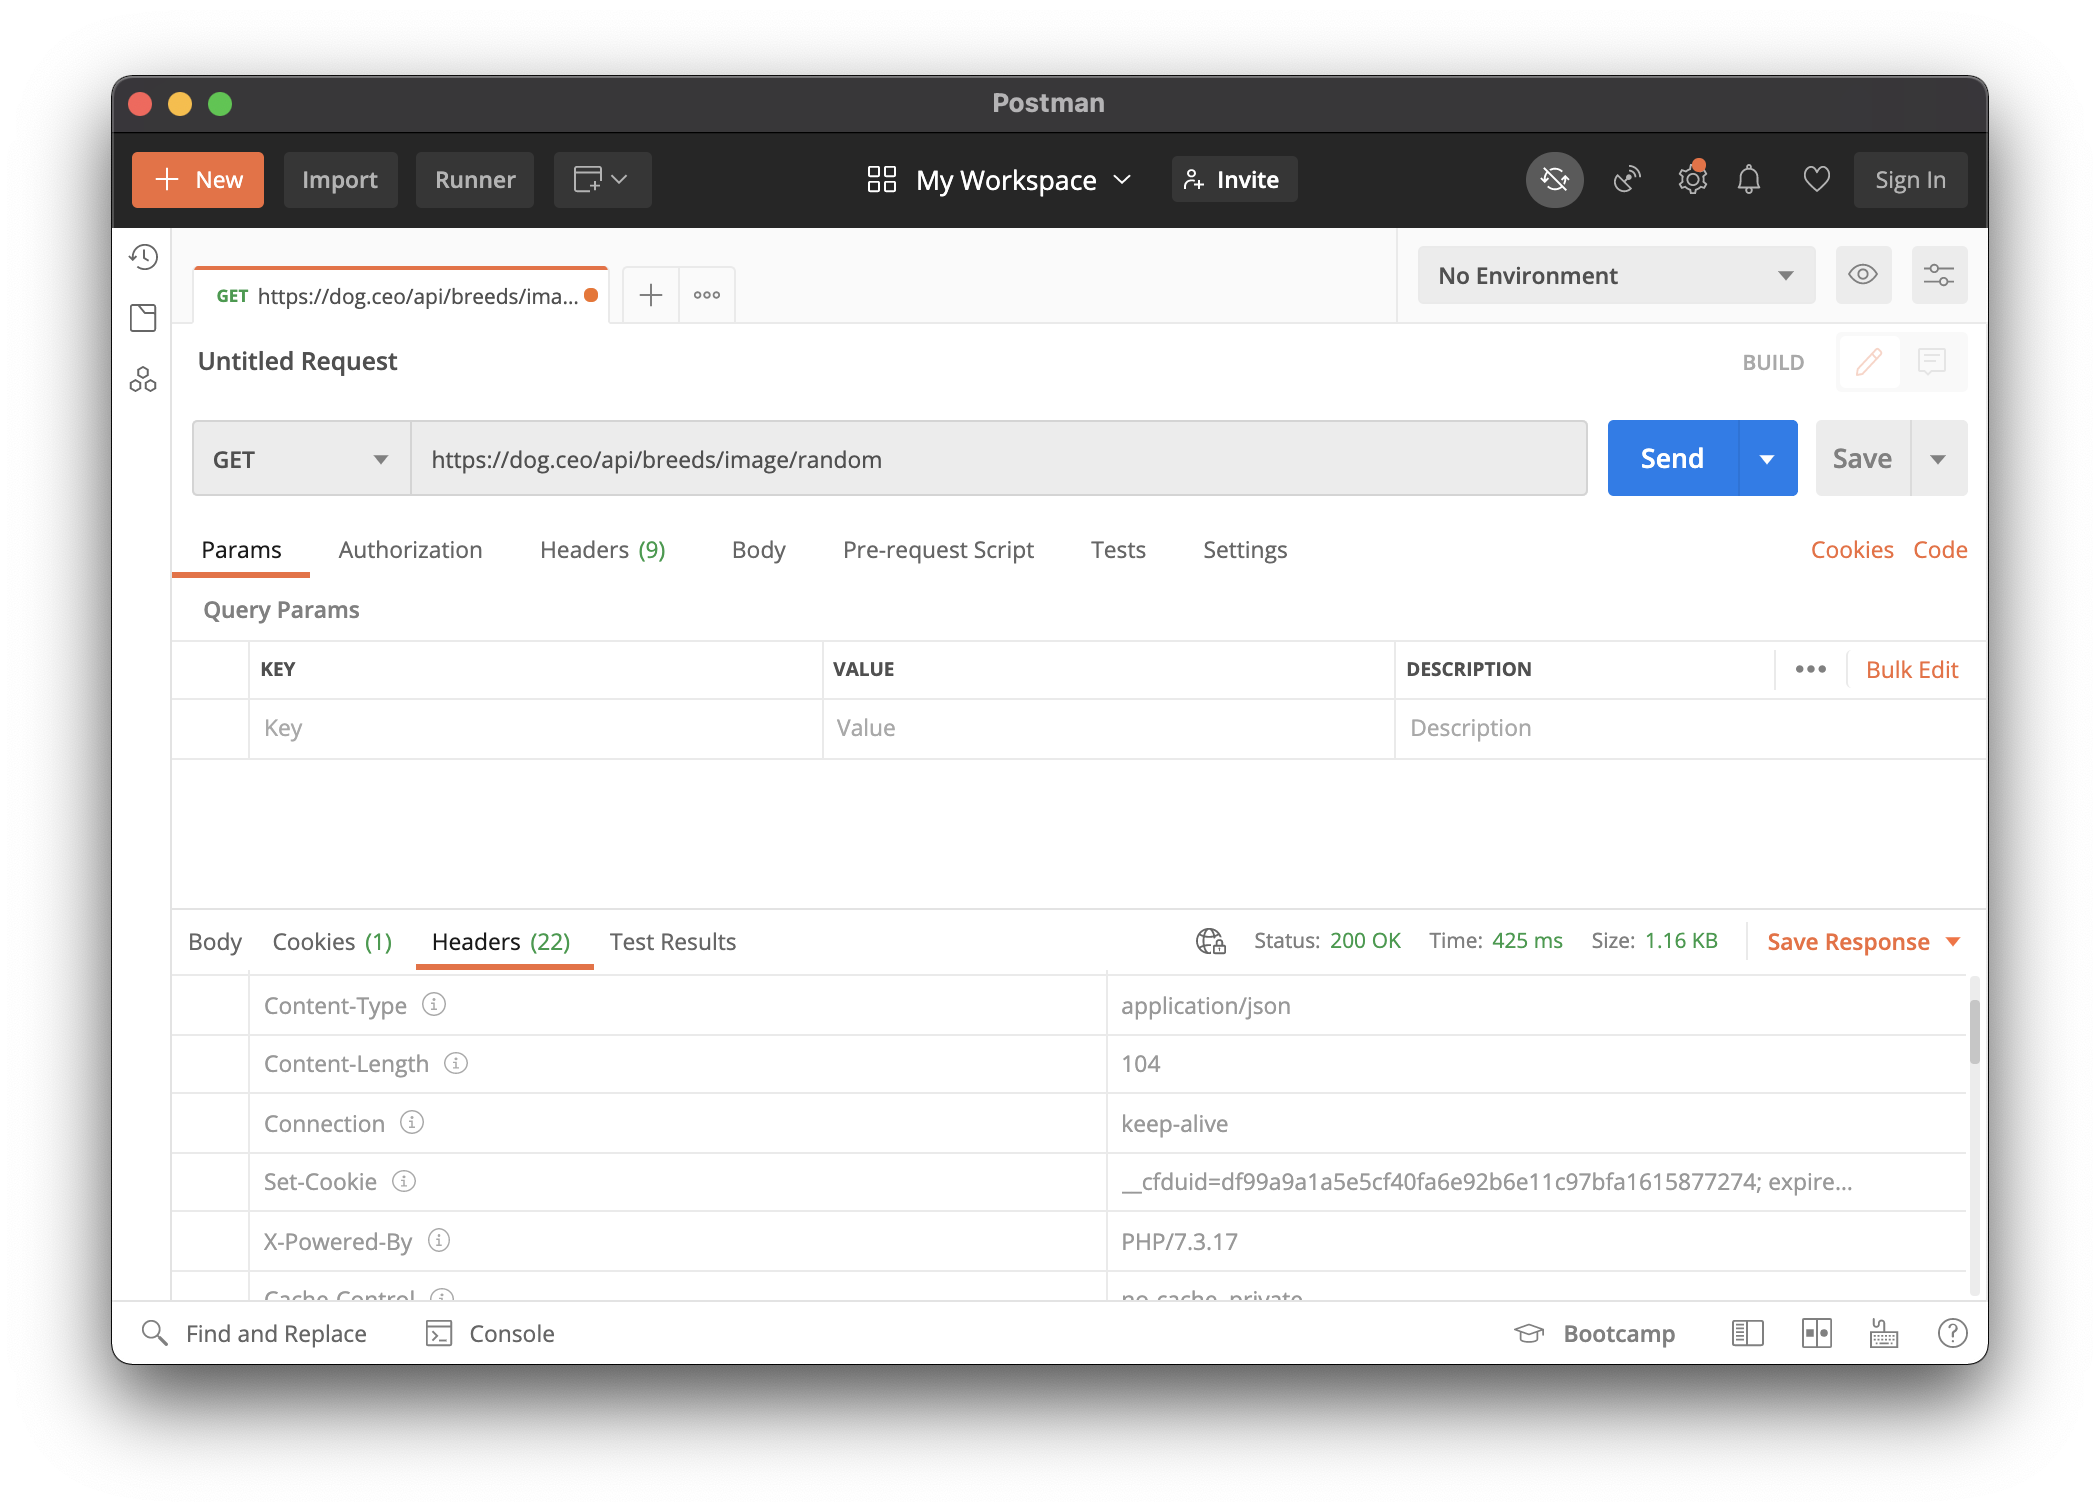 Postman
New Import Runner My Workspace Invite Sign In
GET https://dog.ceo/api/breeds/ima... No Environment
Untitled Request BUILD
GET https://dog.ceo/api/breeds/image/random Send Save
Params Authorization Headers (9) Body Pre-request Script Tests Settings Cookies Code
Query Params
KEY VALUE DESCRIPTION Bulk Edit
Key Value Description
Body Cookies (1) Headers (22) Test Results Status: 200 OK Time: 425 ms Size: 1.16 KB Save Response
Content-Type application/json
Content-Length 104
Connection keep-alive
Set-Cookie __cfduid=df99a9a1a5e5cf40fa6e92b6e11c97bfa1615877274; expire...
X-Powered-By PHP/7.3.17
Cache-Control no-cache, private
Find and Replace Console Bootcamp